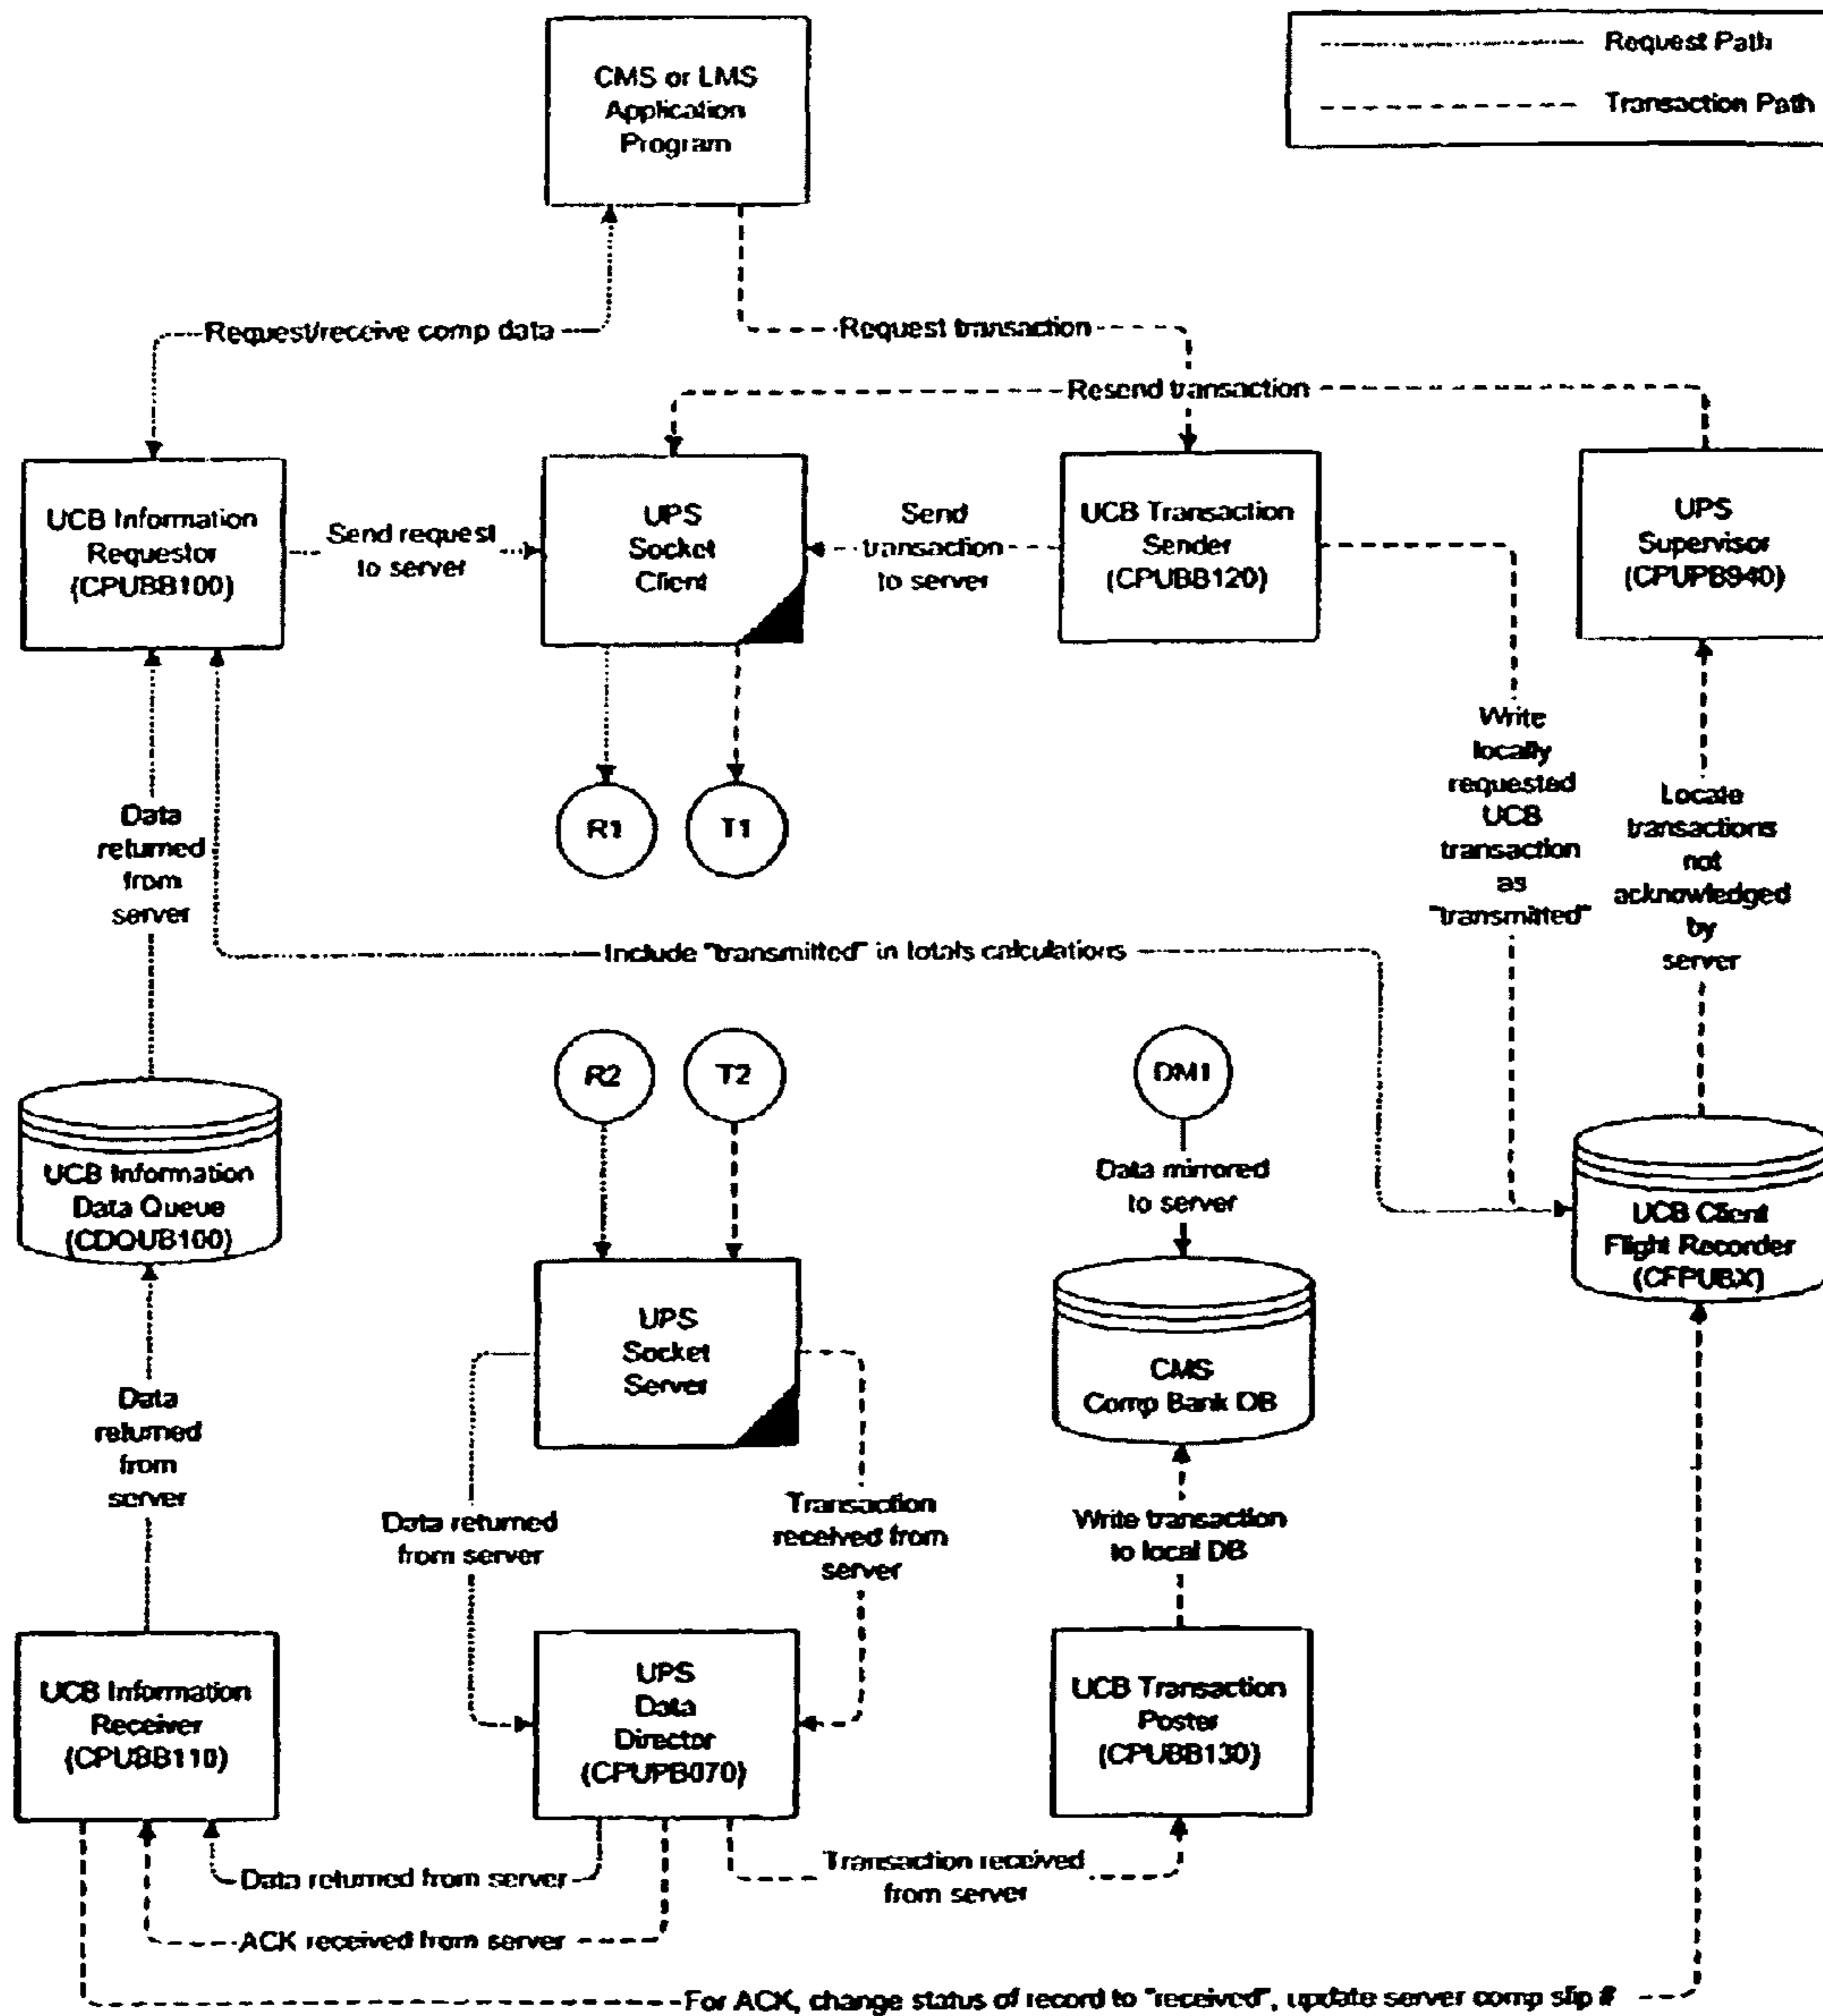 CMS or LMS
Application
Program
Request Path
Transaction Path
Request/receive comp data
Request transaction
Resend transaction
UCB Information
Requestor
(CPUBB100)
Send request
to server
UPS
Socket
Client
Send
transaction
to server
UCB Transaction
Sender
(CPUBB120)
UPS
Supervisor
(CPUPB940)
R1
T1
Data
returned
from
server
Write
locally
requested
UCB
transaction
as
"transmitted"
Locate
transactions
not
acknowledged
by
server
Include "transmitted" in totals calculations
R2
T2
DM1
UCB Information
Data Queue
(CDQUB100)
Data mirrored
to server
UCB Client
Flight Recorder
(CFPUBX)
UPS
Socket
Server
CMS
Comp Bank DB
Data
returned
from
server
Data returned
from server
Transaction
received from
server
Write transaction
to local DB
UCB Information
Receiver
(CPUBB110)
UPS
Data
Director
(CPUPB070)
UCB Transaction
Poster
(CPUBB130)
Data returned from server
Transaction received
from server
ACK received from server
For ACK, change status of record to "received", update server comp slip #